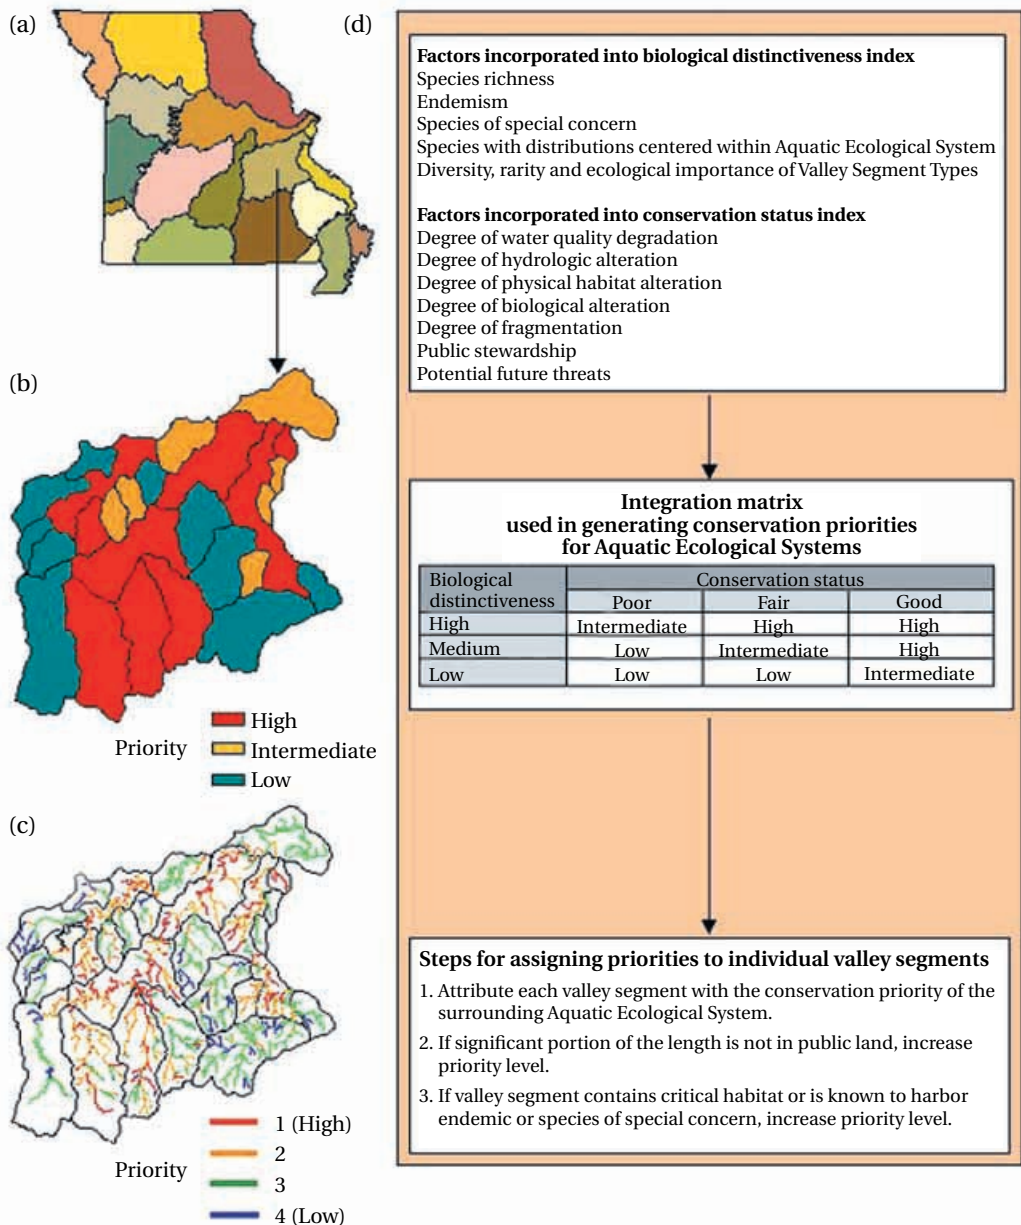 (a)
(b)
Priority
High
Intermediate
Low
(c)
Priority
1 (High)
2
3
4 (Low)
(d)
Factors incorporated into biological distinctiveness index
Species richness
Endemism
Species of special concern
Species with distributions centered within Aquatic Ecological System
Diversity, rarity and ecological importance of Valley Segment Types
Factors incorporated into conservation status index
Degree of water quality degradation
Degree of hydrologic alteration
Degree of physical habitat alteration
Degree of biological alteration
Degree of fragmentation
Public stewardship
Potential future threats
Integration matrix
used in generating conservation priorities
for Aquatic Ecological Systems
Biological distinctiveness Conservation status
Poor Fair Good
High Intermediate High High
Medium Low Intermediate High
Low Low Low Intermediate
Steps for assigning priorities to individual valley segments
1. Attribute each valley segment with the conservation priority of the
surrounding Aquatic Ecological System.
2. If significant portion of the length is not in public land, increase
priority level.
3. If valley segment contains critical habitat or is known to harbor
endemic or species of special concern, increase priority level.